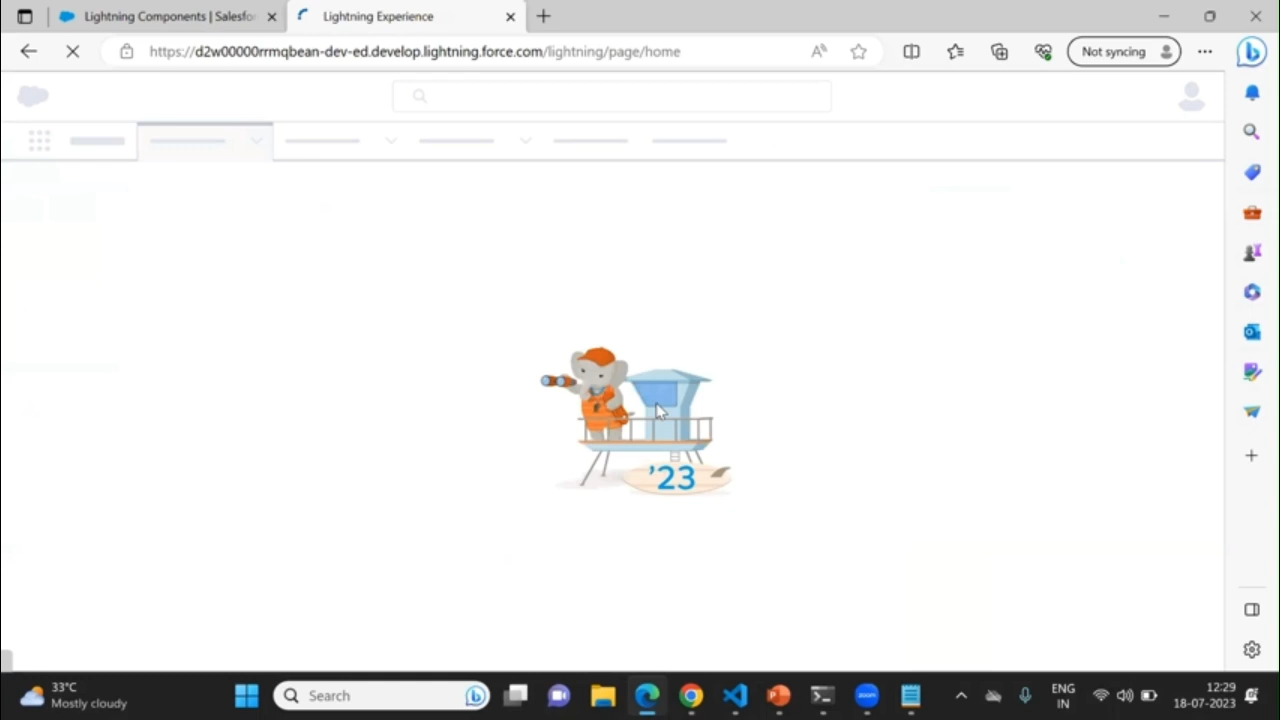 Lightning Components | Salesfor
Lightning Experience
https://d2w00000rrmqbean-dev-ed.develop.lightning.force.com/lightning/page/home
Not syncing
'23
33°C
Mostly cloudy
Search
zoom
ENG
IN
12:29
18-07-2023